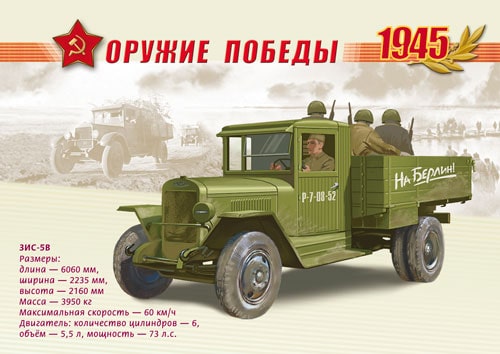 ОРУЖИЕ ПОБЕДЫ
1945
Р-7-08-52
На Берлин!
ЗИС-5В
Размеры:
длина — 6060 мм,
ширина — 2235 мм,
высота — 2160 мм
Масса — 3950 кг
Максимальная скорость — 60 км/ч
Двигатель: количество цилиндров — 6,
объём — 5,5 л, мощность — 73 л.с.